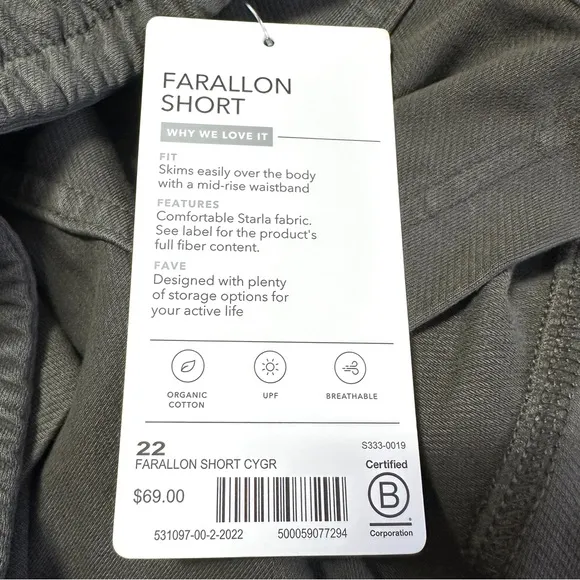 FARALLON
SHORT
WHY WE LOVE IT
FIT
Skims easily over the body
with a mid-rise waistband
FEATURES
Comfortable Starla fabric.
See label for the product's
full fiber content.
FAVE
Designed with plenty
of storage options for
your active life
ORGANIC
COTTON
UPF
BREATHABLE
22
S333-0019
FARALLON SHORT CYGR
$69.00
531097-00-2-2022
500059077294
Certified
B
Corporation